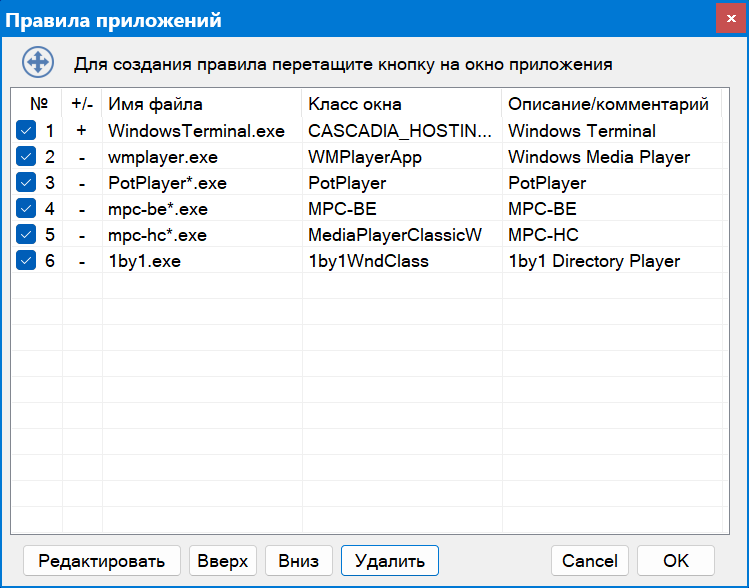 Правила приложений
Для создания правила перетащите кнопку на окно приложения
№ +/- Имя файла Класс окна Описание/комментарий
1 + WindowsTerminal.exe CASCADIA_HOSTIN... Windows Terminal
2 - wmplayer.exe WMPlayerApp Windows Media Player
3 - PotPlayer*.exe PotPlayer PotPlayer
4 - mpc-be*.exe MPC-BE MPC-BE
5 - mpc-hc*.exe MediaPlayerClassicW MPC-HC
6 - 1by1.exe 1by1WndClass 1by1 Directory Player
Редактировать Вверх Вниз Удалить Cancel OK